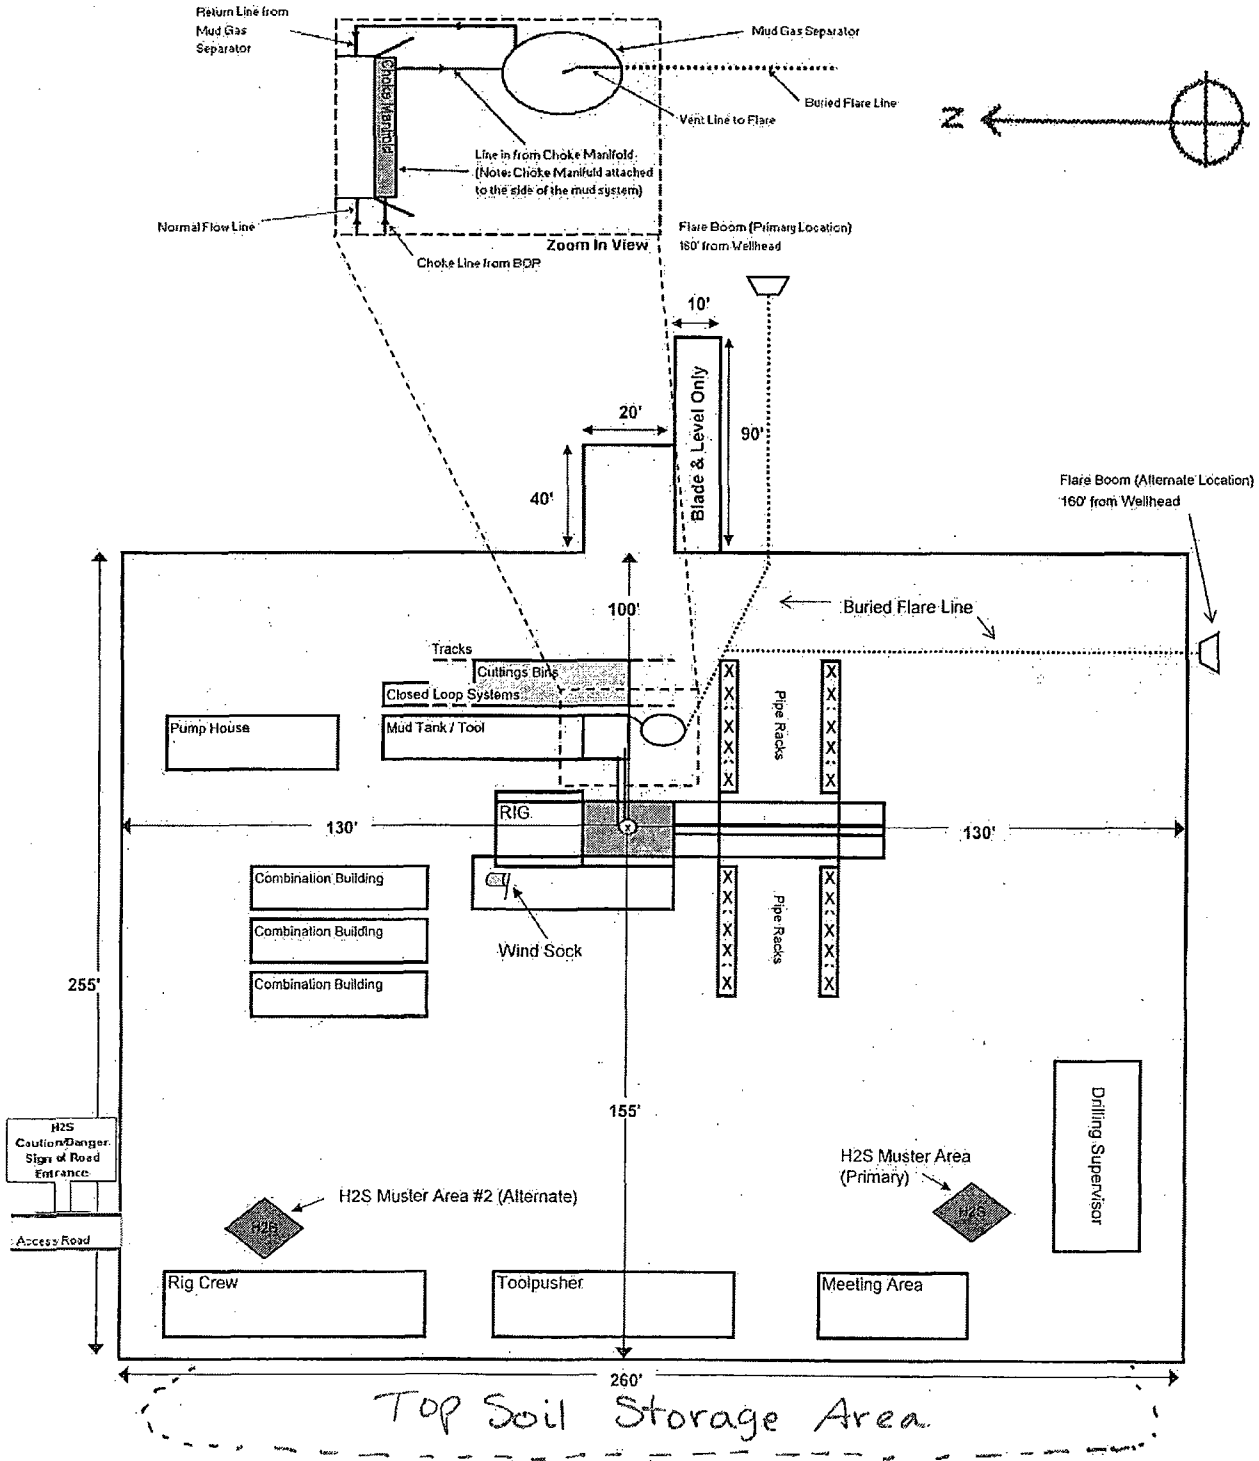 Return Line from
Mud Gas
Separator
Mud Gas Separator
Choke Manifold
Buried Flare Line
Vent Line to Flare
Line in from Choke Manifold
(Note: Choke Manifold attached
to the side of the mud system)
Normal Flow Line
Choke Line from BOP
Zoom In View
N
Flare Boom (Primary Location)
160' from Wellhead
10'
Blade & Level Only
90'
20'
40'
Flare Boom (Alternate Location)
160' from Wellhead
100'
Buried Flare Line
Tracks
Cuttings Bins
Closed Loop Systems
Pump House
Mud Tank / Tool
X
X
X
X
X
Pipe Racks
X
X
X
X
X
RIG
130'
x
130'
Combination Building
Combination Building
Combination Building
Wind Sock
X
X
X
X
X
Pipe Racks
X
X
X
X
X
255'
155'
Drilling Supervisor
H2S
Caution/Danger
Sign at Road
Entrance
Access Road
H2S Muster Area #2 (Alternate)
H2S
H2S Muster Area
(Primary)
H2S
Rig Crew
Toolpusher
Meeting Area
260'
Top Soil Storage Area